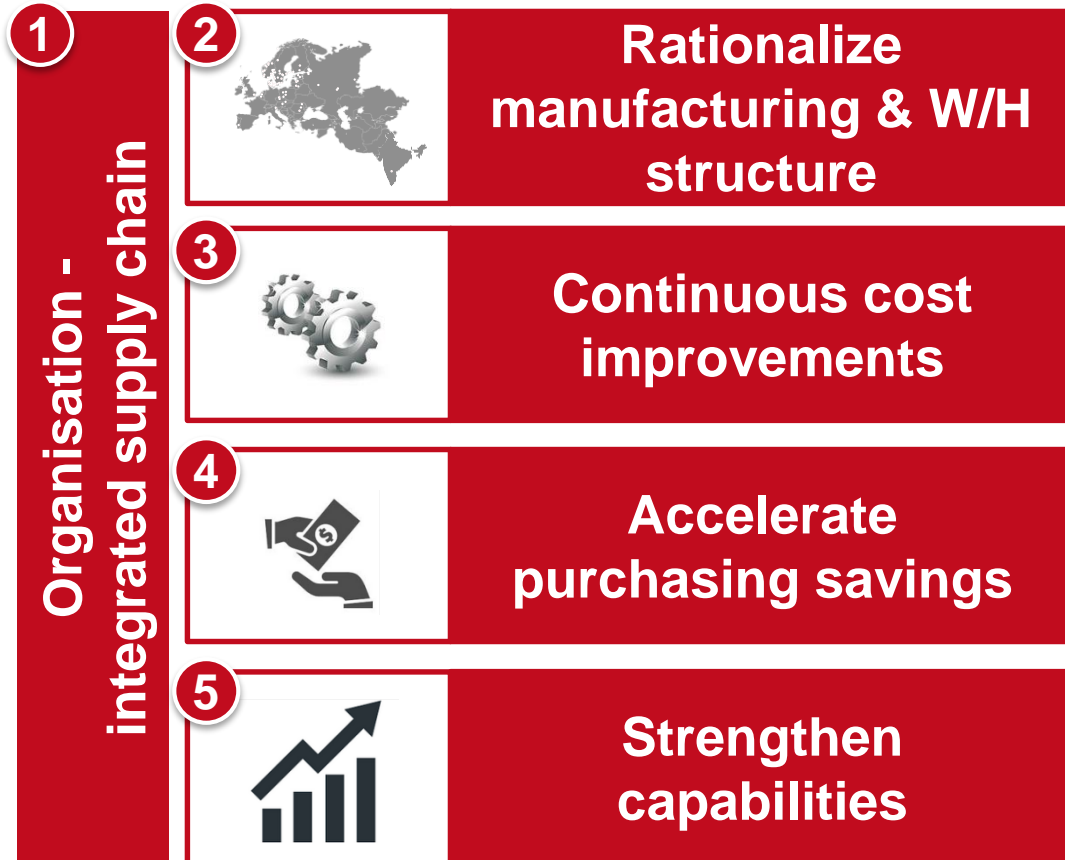 1
Organisation -
integrated supply chain
2
Rationalize
manufacturing & W/H
structure
3
Continuous cost
improvements
4
$
Accelerate
purchasing savings
5
Strengthen
capabilities